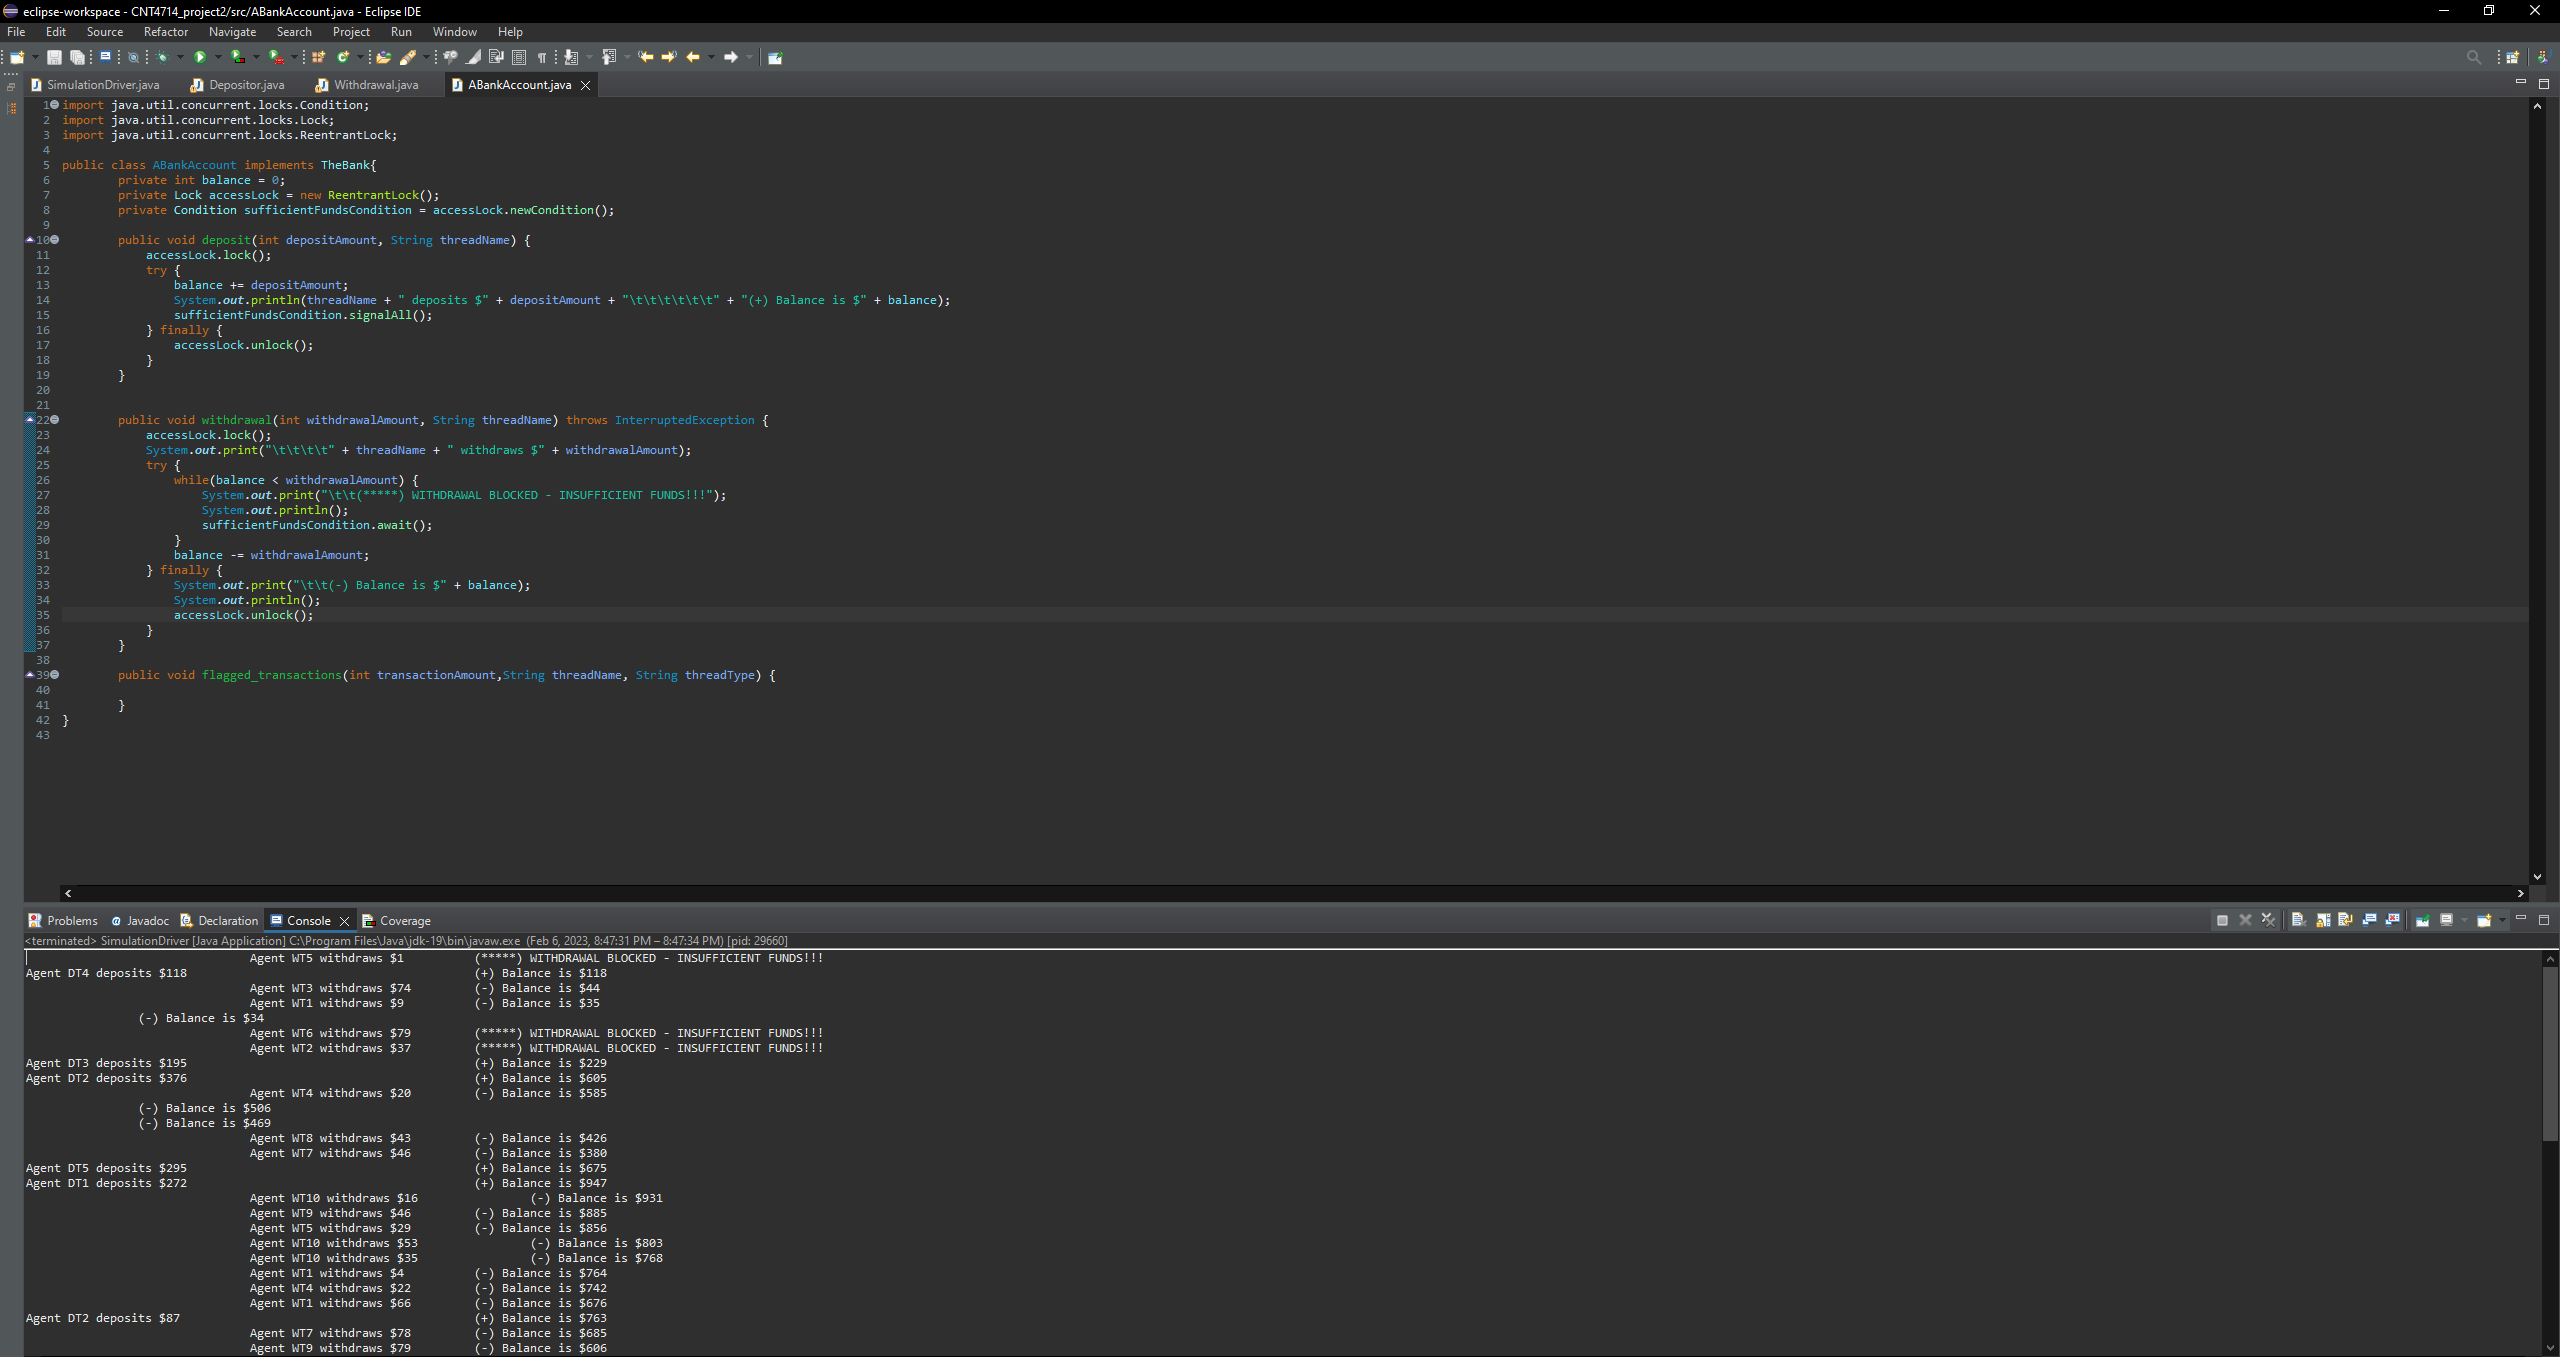 eclipse-workspace - CNT4714_project2/src/ABankAccount.java - Eclipse IDE
File Edit Source Refactor Navigate Search Project Run Window Help
SimulationDriver.java Depositor.java Withdrawal.java ABankAccount.java
1 import java.util.concurrent.locks.Condition;
2 import java.util.concurrent.locks.Lock;
3 import java.util.concurrent.locks.ReentrantLock;
4
5 public class ABankAccount implements TheBank{
6 private int balance = 0;
7 private Lock accessLock = new ReentrantLock();
8 private Condition sufficientFundsCondition = accessLock.newCondition();
9
10 public void deposit(int depositAmount, String threadName) {
11 accessLock.lock();
12 try {
13 balance += depositAmount;
14 System.out.println(threadName + " deposits $" + depositAmount + "\t\t\t\t\t\t" + "(+) Balance is $" + balance);
15 sufficientFundsCondition.signalAll();
16 } finally {
17 accessLock.unlock();
18 }
19 }
20
21
22 public void withdrawal(int withdrawalAmount, String threadName) throws InterruptedException {
23 accessLock.lock();
24 System.out.print("\t\t\t\t" + threadName + " withdraws $" + withdrawalAmount);
25 try {
26 while(balance < withdrawalAmount) {
27 System.out.print("\t\t(*****) WITHDRAWAL BLOCKED - INSUFFICIENT FUNDS!!!");
28 System.out.println();
29 sufficientFundsCondition.await();
30 }
31 balance -= withdrawalAmount;
32 } finally {
33 System.out.print("\t\t(-) Balance is $" + balance);
34 System.out.println();
35 accessLock.unlock();
36 }
37 }
38
39 public void flagged_transactions(int transactionAmount,String threadName, String threadType) {
40
41 }
42 }
43
Problems Javadoc Declaration Console Coverage
<terminated> SimulationDriver [Java Application] C:\Program Files\Java\jdk-19\bin\javaw.exe (Feb 6, 2023, 8:47:31 PM – 8:47:34 PM) [pid: 29660]
Agent WT5 withdraws $1 (*****) WITHDRAWAL BLOCKED - INSUFFICIENT FUNDS!!!
Agent DT4 deposits $118 (+) Balance is $118
Agent WT3 withdraws $74 (-) Balance is $44
Agent WT1 withdraws $9 (-) Balance is $35
(-) Balance is $34
Agent WT6 withdraws $79 (*****) WITHDRAWAL BLOCKED - INSUFFICIENT FUNDS!!!
Agent WT2 withdraws $37 (*****) WITHDRAWAL BLOCKED - INSUFFICIENT FUNDS!!!
Agent DT3 deposits $195 (+) Balance is $229
Agent DT2 deposits $376 (+) Balance is $605
Agent WT4 withdraws $20 (-) Balance is $585
(-) Balance is $506
(-) Balance is $469
Agent WT8 withdraws $43 (-) Balance is $426
Agent WT7 withdraws $46 (-) Balance is $380
Agent DT5 deposits $295 (+) Balance is $675
Agent DT1 deposits $272 (+) Balance is $947
Agent WT10 withdraws $16 (-) Balance is $931
Agent WT9 withdraws $46 (-) Balance is $885
Agent WT5 withdraws $29 (-) Balance is $856
Agent WT10 withdraws $53 (-) Balance is $803
Agent WT10 withdraws $35 (-) Balance is $768
Agent WT1 withdraws $4 (-) Balance is $764
Agent WT4 withdraws $22 (-) Balance is $742
Agent WT1 withdraws $66 (-) Balance is $676
Agent DT2 deposits $87 (+) Balance is $763
Agent WT7 withdraws $78 (-) Balance is $685
Agent WT9 withdraws $79 (-) Balance is $606